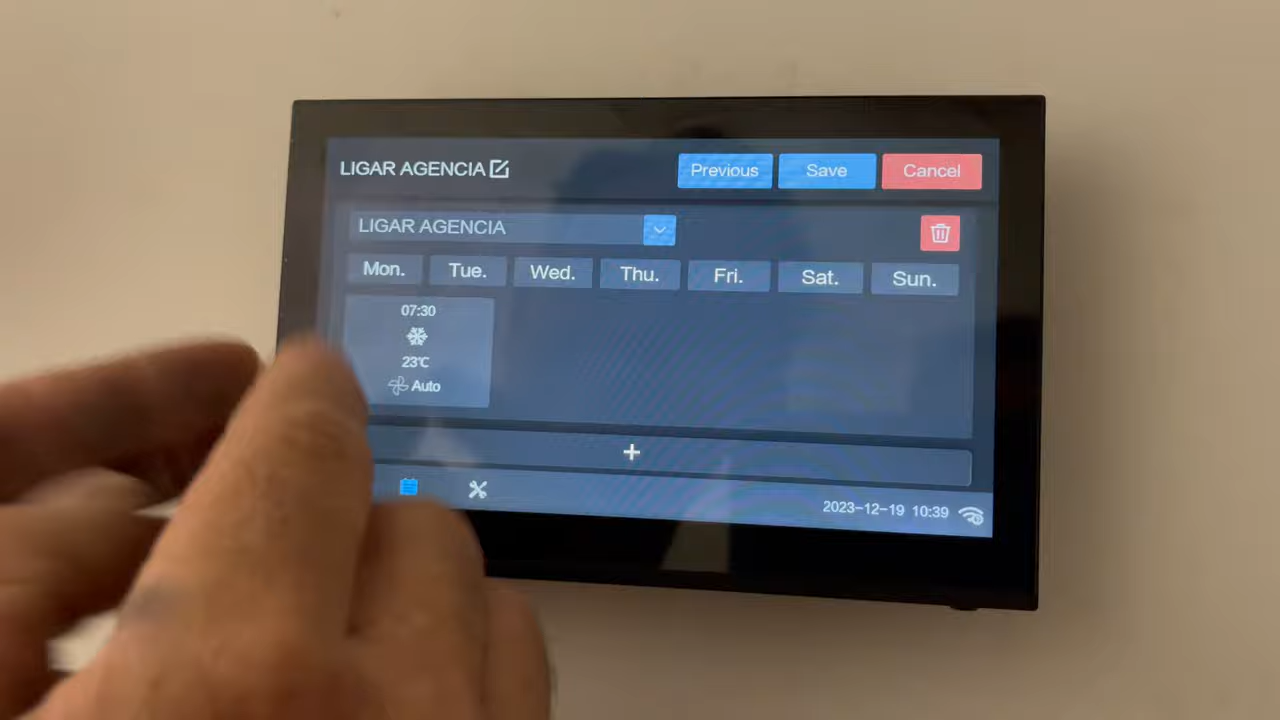 LIGAR AGENCIA
Previous
Save
Cancel
LIGAR AGENCIA
Mon.
Tue.
Wed.
Thu.
Fri.
Sat.
Sun.
07:30
23℃
Auto
+
2023-12-19 10:39